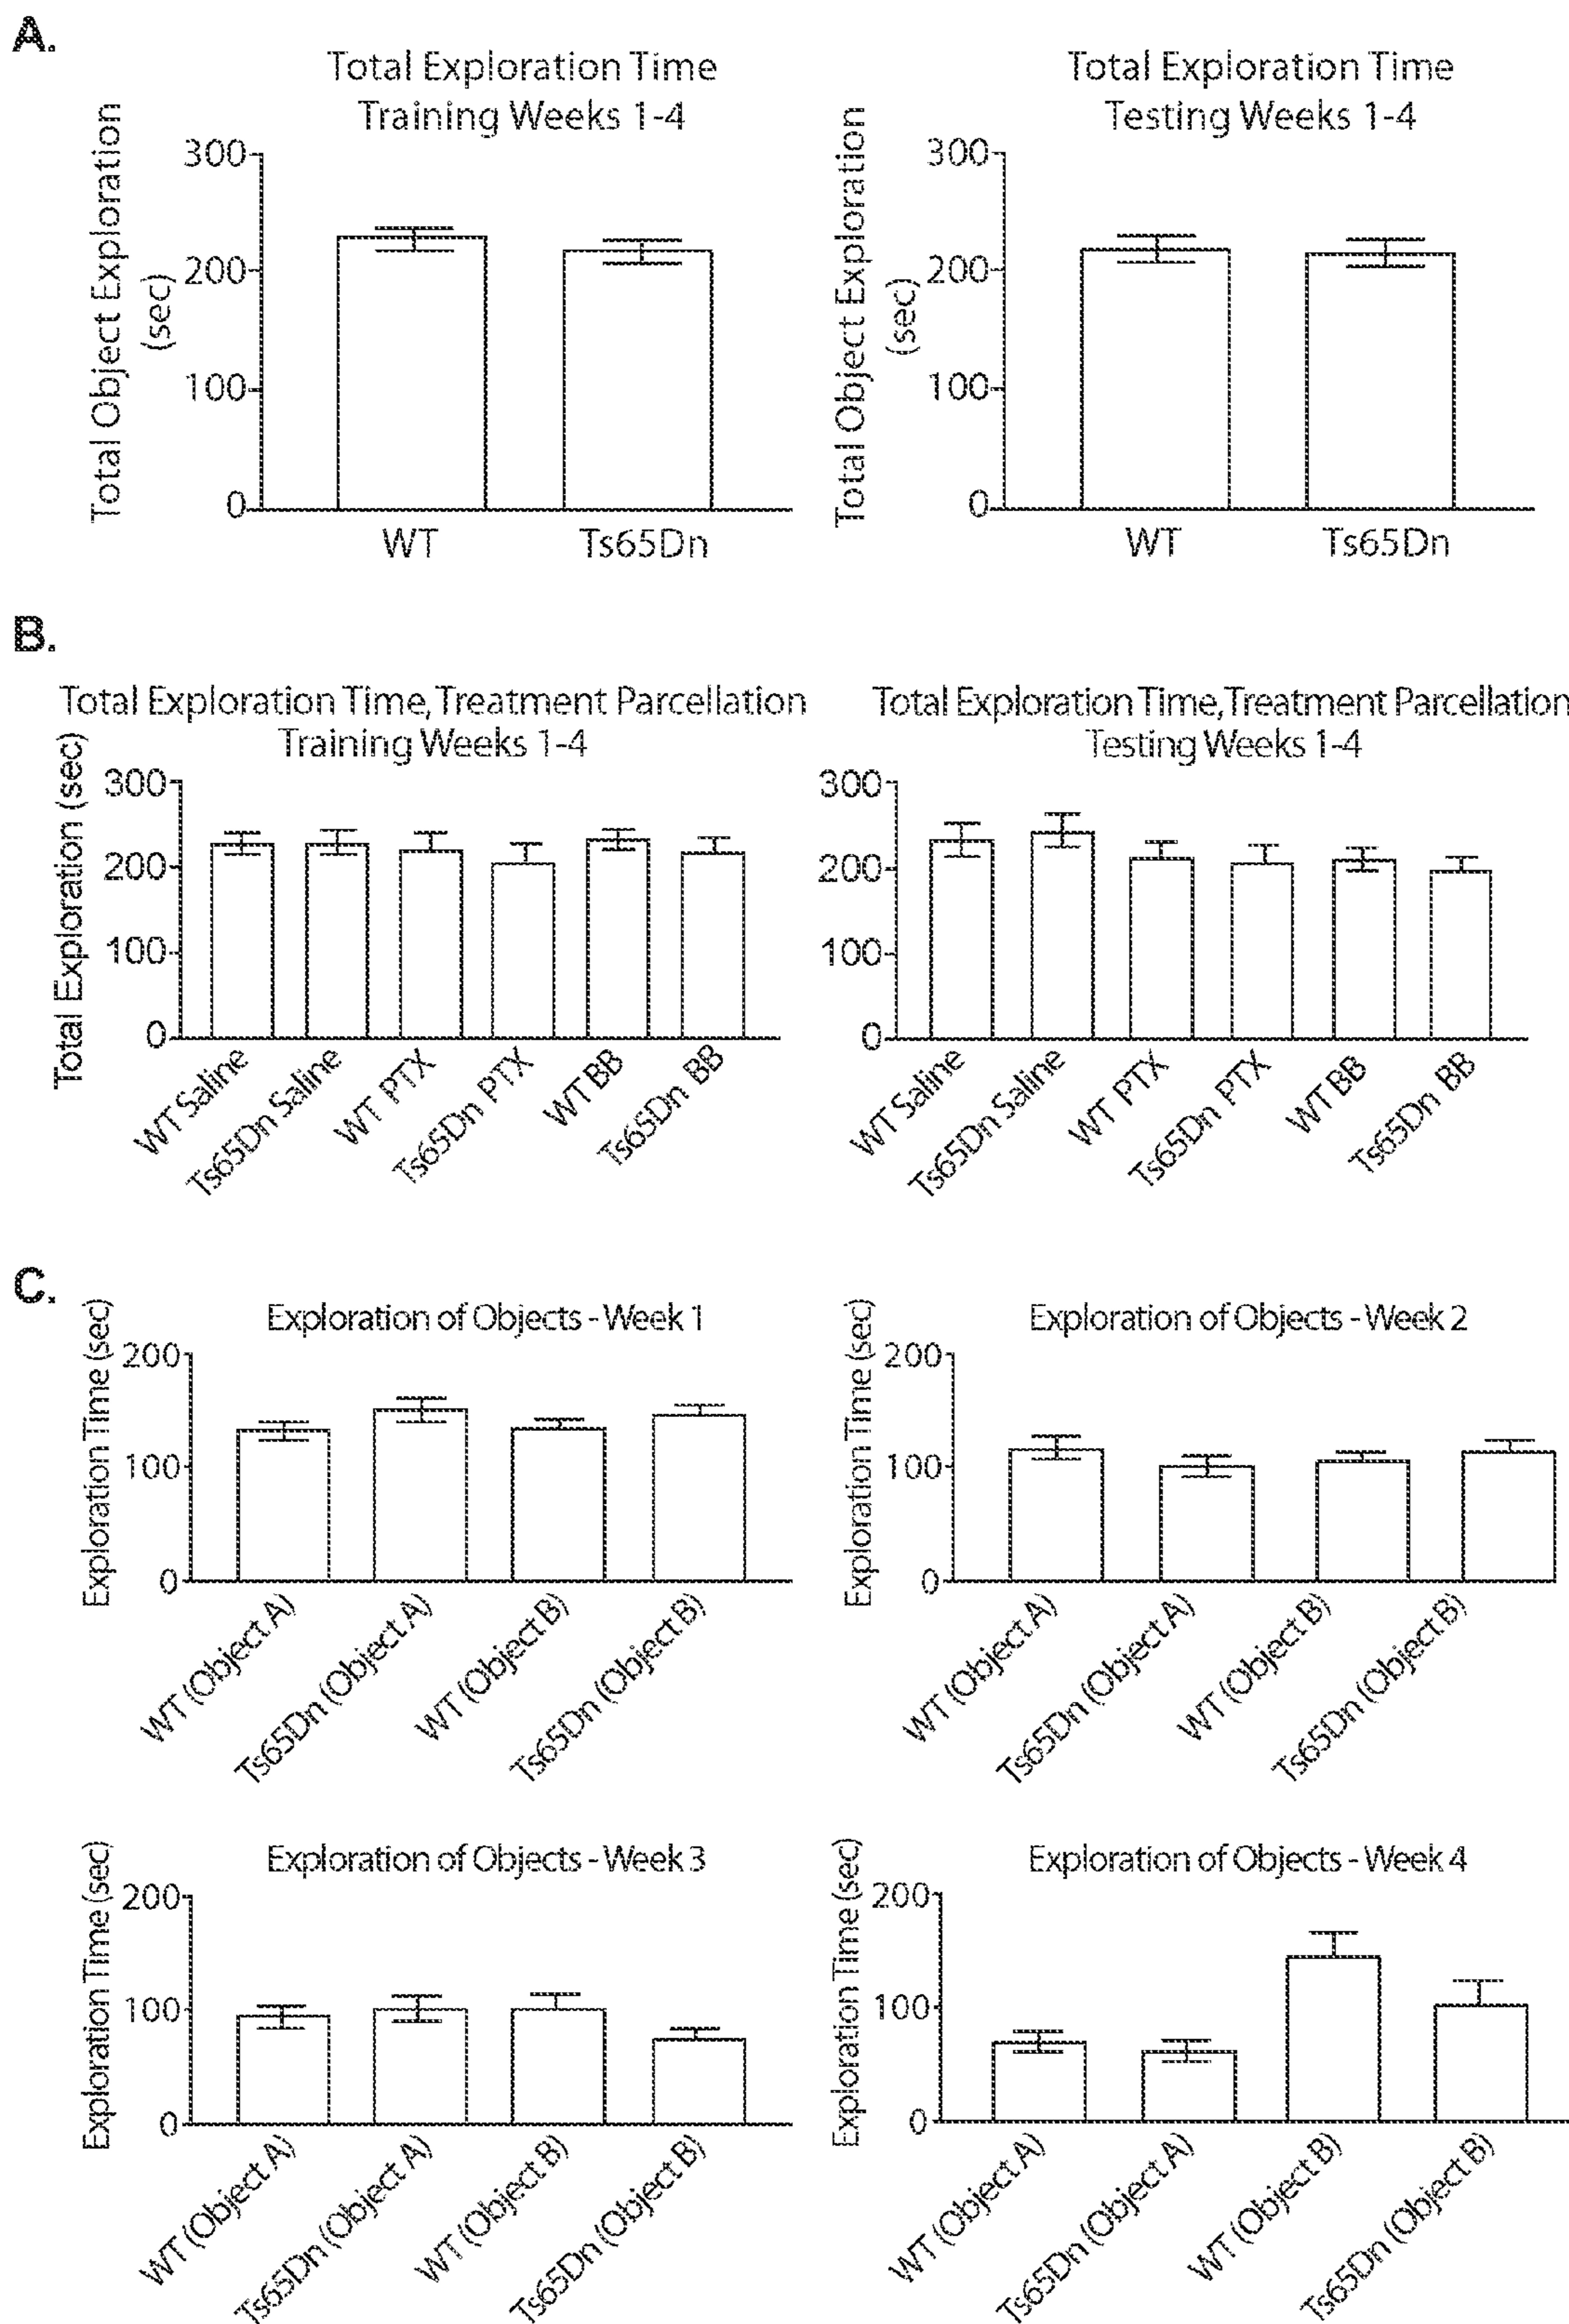 A.
Total Exploration Time
Training Weeks 1-4
Total Object Exploration
(sec)
300
200
100
0
WT
Ts65Dn
Total Exploration Time
Testing Weeks 1-4
Total Object Exploration
(sec)
300
200
100
0
WT
Ts65Dn
B.
Total Exploration Time, Treatment Parcellation
Training Weeks 1-4
Total Exploration (sec)
300
200
100
0
WT Saline
Ts65Dn Saline
WT PTX
Ts65Dn PTX
WT BB
Ts65Dn BB
Total Exploration Time, Treatment Parcellation
Testing Weeks 1-4
300
200
100
0
WT Saline
Ts65Dn Saline
WT PTX
Ts65Dn PTX
WT BB
Ts65Dn BB
C.
Exploration of Objects - Week 1
Exploration Time (sec)
200
100
0
WT (Object A)
Ts65Dn (Object A)
WT (Object B)
Ts65Dn (Object B)
Exploration of Objects - Week 2
Exploration Time (sec)
200
100
0
WT (Object A)
Ts65Dn (Object A)
WT (Object B)
Ts65Dn (Object B)
Exploration of Objects - Week 3
Exploration Time (sec)
200
100
0
WT (Object A)
Ts65Dn (Object A)
WT (Object B)
Ts65Dn (Object B)
Exploration of Objects - Week 4
Exploration Time (sec)
200
100
0
WT (Object A)
Ts65Dn (Object A)
WT (Object B)
Ts65Dn (Object B)